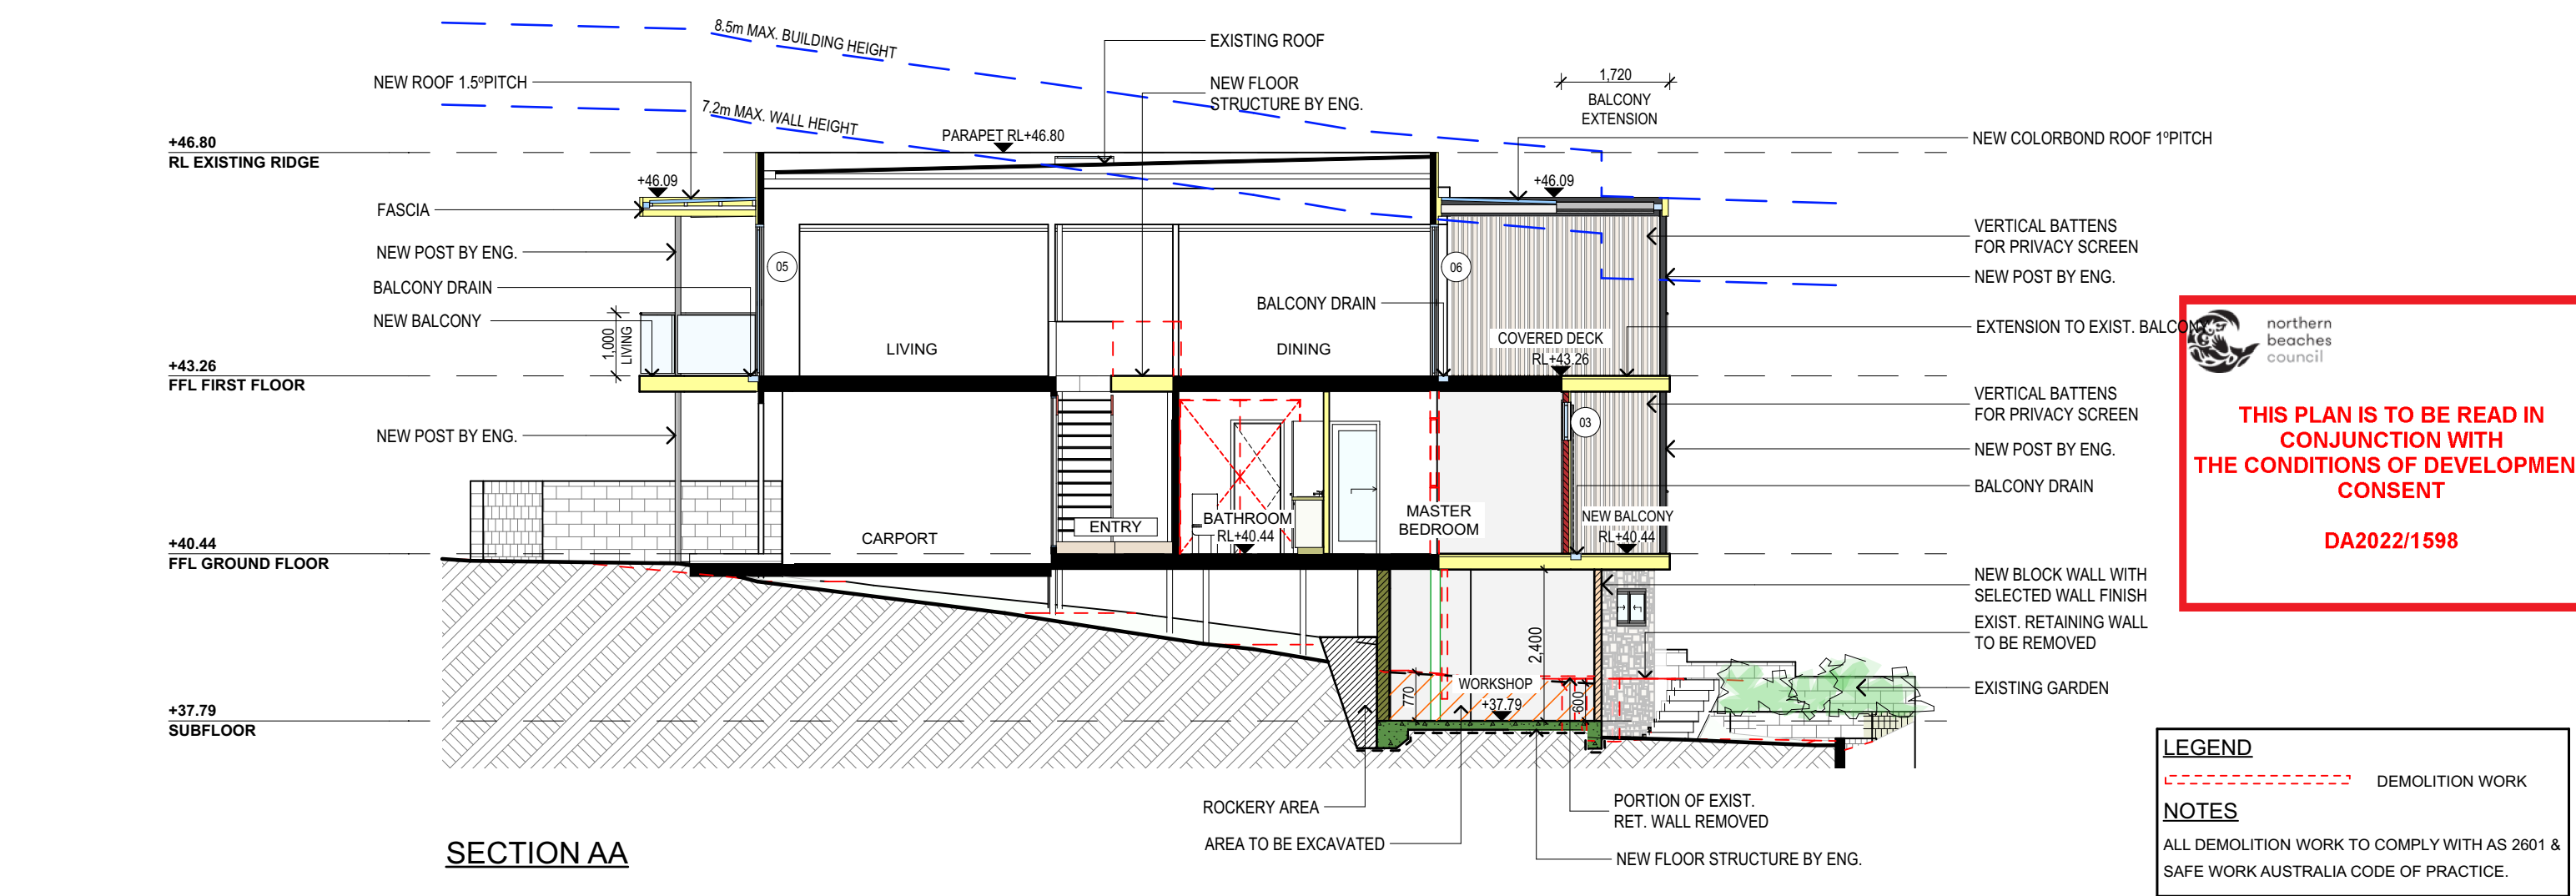 8.5m MAX. BUILDING HEIGHT
7.2m MAX. WALL HEIGHT
EXISTING ROOF
NEW FLOOR
STRUCTURE BY ENG.
PARAPET RL+46.80
1,720
BALCONY
EXTENSION
NEW ROOF 1.5ºPITCH
+46.80
RL EXISTING RIDGE
+46.09
FASCIA
NEW POST BY ENG.
BALCONY DRAIN
NEW BALCONY
1,000
LIVING
+43.26
FFL FIRST FLOOR
NEW POST BY ENG.
+40.44
FFL GROUND FLOOR
+37.79
SUBFLOOR
05
LIVING
DINING
BALCONY DRAIN
06
+46.09
COVERED DECK
RL+43.26
CARPORT
ENTRY
BATHROOM
RL+40.44
MASTER
BEDROOM
03
NEW BALCONY
RL+40.44
2,400
770
WORKSHOP
+37.79
600
NEW COLORBOND ROOF 1ºPITCH
VERTICAL BATTENS
FOR PRIVACY SCREEN
NEW POST BY ENG.
EXTENSION TO EXIST. BALCONY
VERTICAL BATTENS
FOR PRIVACY SCREEN
NEW POST BY ENG.
BALCONY DRAIN
NEW BLOCK WALL WITH
SELECTED WALL FINISH
EXIST. RETAINING WALL
TO BE REMOVED
EXISTING GARDEN
ROCKERY AREA
AREA TO BE EXCAVATED
PORTION OF EXIST.
RET. WALL REMOVED
NEW FLOOR STRUCTURE BY ENG.
SECTION AA
northern
beaches
council
THIS PLAN IS TO BE READ IN
CONJUNCTION WITH
THE CONDITIONS OF DEVELOPMEN
CONSENT
DA2022/1598
LEGEND
DEMOLITION WORK
NOTES
ALL DEMOLITION WORK TO COMPLY WITH AS 2601 &
SAFE WORK AUSTRALIA CODE OF PRACTICE.